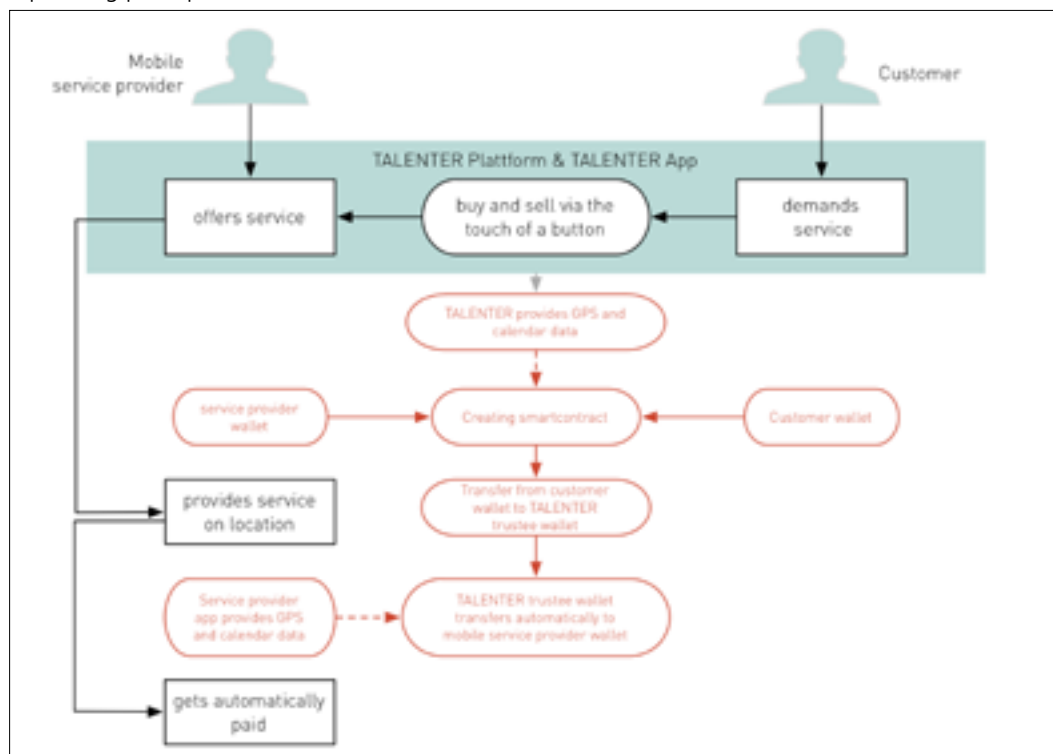 Mobile
service provider
Customer
TALENTER Plattform & TALENTER App
offers service
buy and sell via the
touch of a button
demands
service
TALENTER provides GPS and
calendar data
service provider
wallet
Creating smartcontract
Customer wallet
Transfer from customer
wallet to TALENTER
trustee wallet
provides service
on location
Service provider
app provides GPS
and calendar data
TALENTER trustee wallet
transfers automatically to
mobile service provider wallet
gets automatically
paid